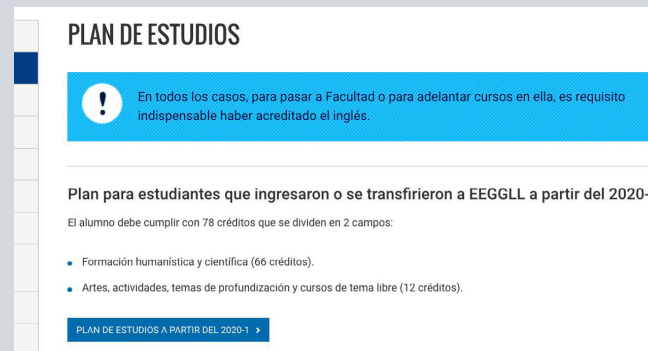 PLAN DE ESTUDIOS
!
En todos los casos, para pasar a Facultad o para adelantar cursos en ella, es requisito
indispensable haber acreditado el inglés.
Plan para estudiantes que ingresaron o se transfirieron a EEGGLL a partir del 2020-
El alumno debe cumplir con 78 créditos que se dividen en 2 campos:
• Formación humanística y científica (66 créditos).
• Artes, actividades, temas de profundización y cursos de tema libre (12 créditos).
PLAN DE ESTUDIOS A PARTIR DEL 2020-1 >